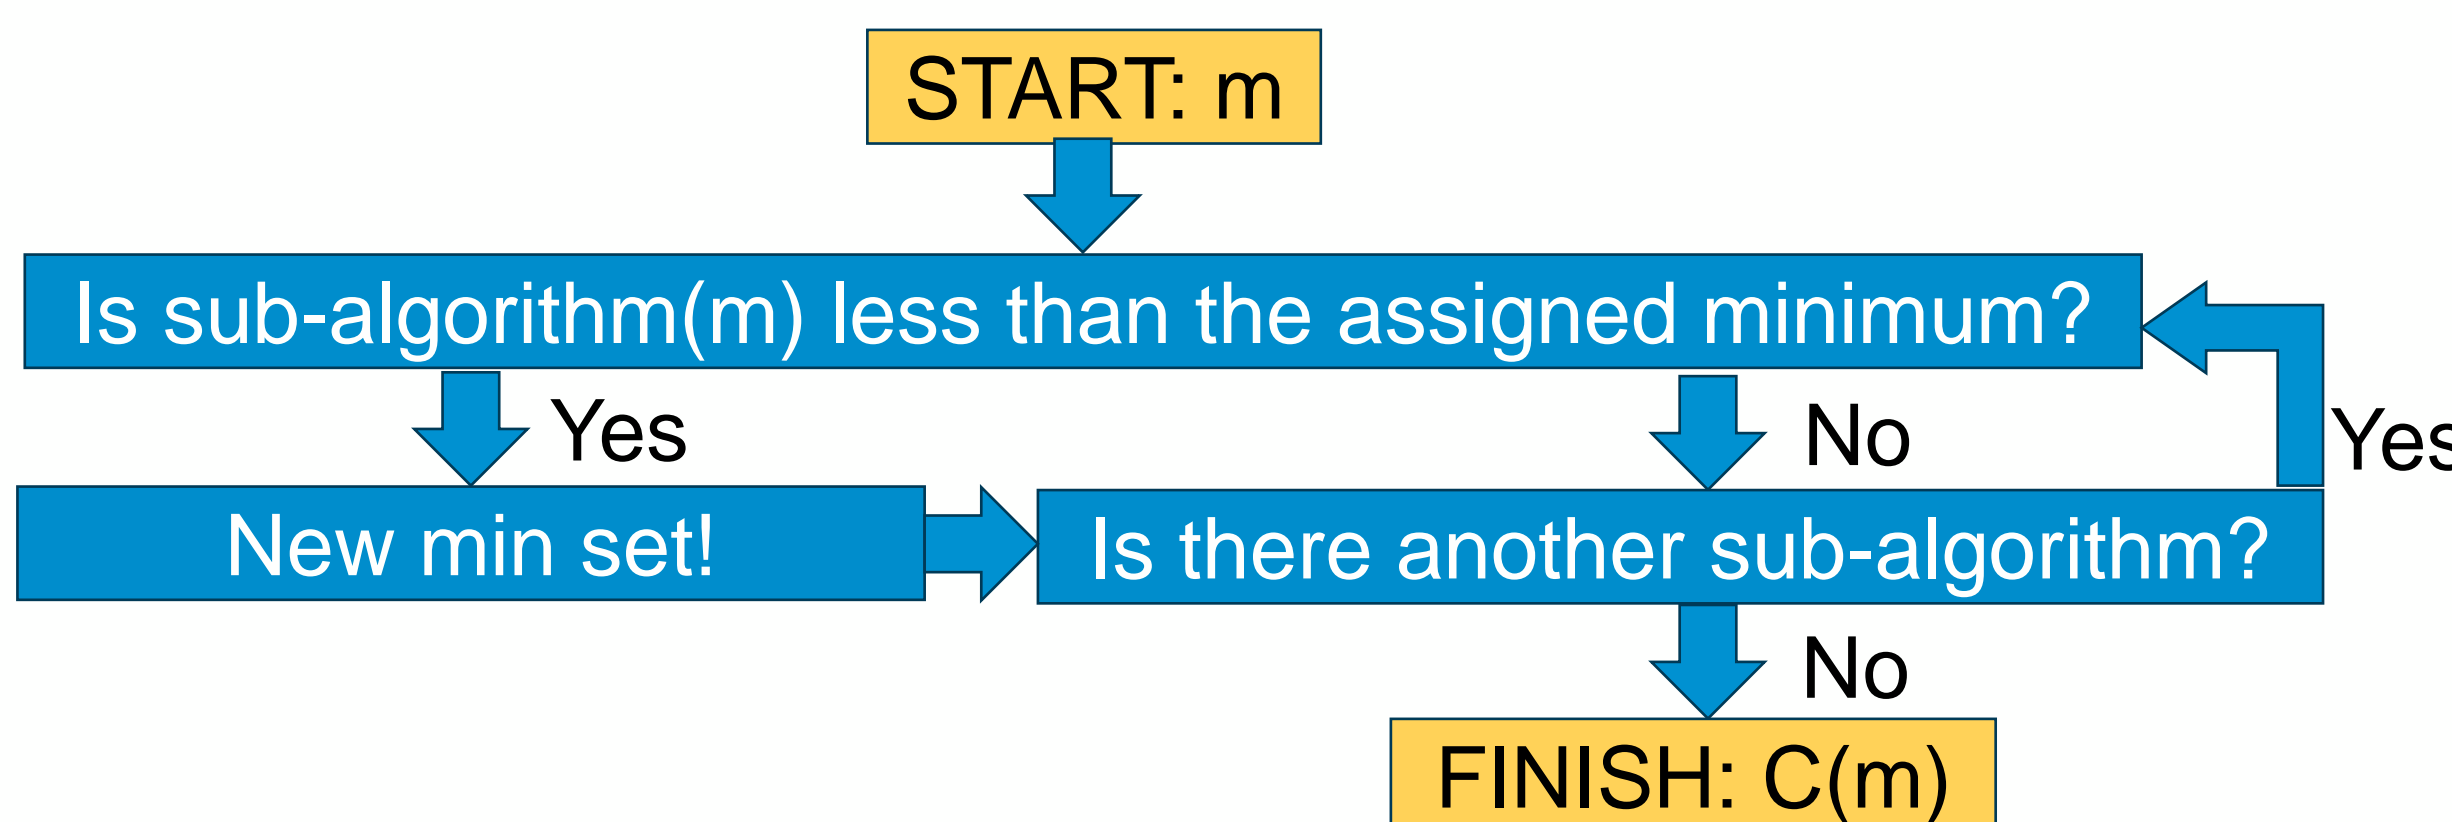 START: m
Is sub-algorithm(m) less than the assigned minimum?
Yes
No
Yes
New min set!
Is there another sub-algorithm?
No
FINISH: C(m)